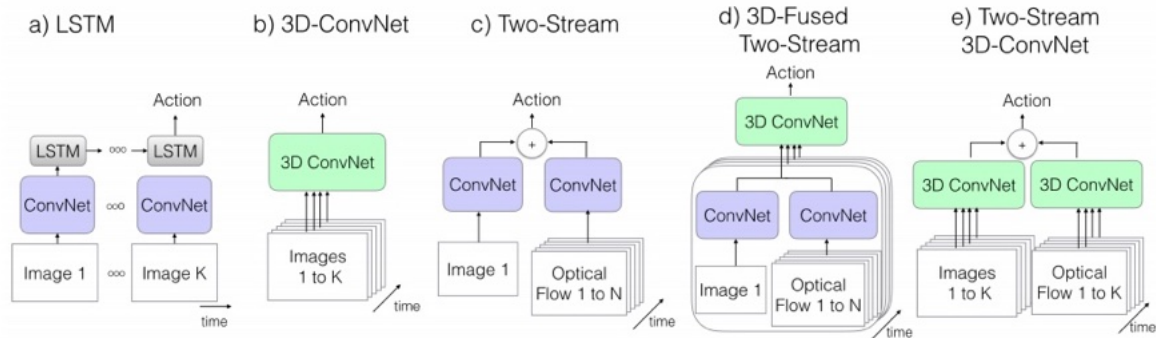 a) LSTM
Action
LSTM
∞
LSTM
ConvNet
∞
ConvNet
Image 1
∞
Image K
time
b) 3D-ConvNet
Action
3D ConvNet
Images
1 to K
time
c) Two-Stream
Action
+
ConvNet
ConvNet
Image 1
Optical
Flow 1 to N
time
d) 3D-Fused
Two-Stream
Action
3D ConvNet
ConvNet
ConvNet
Image 1
Optical
Flow 1 to N
time
e) Two-Stream
3D-ConvNet
Action
+
3D ConvNet
3D ConvNet
Images
1 to K
Optical
Flow 1 to K
time